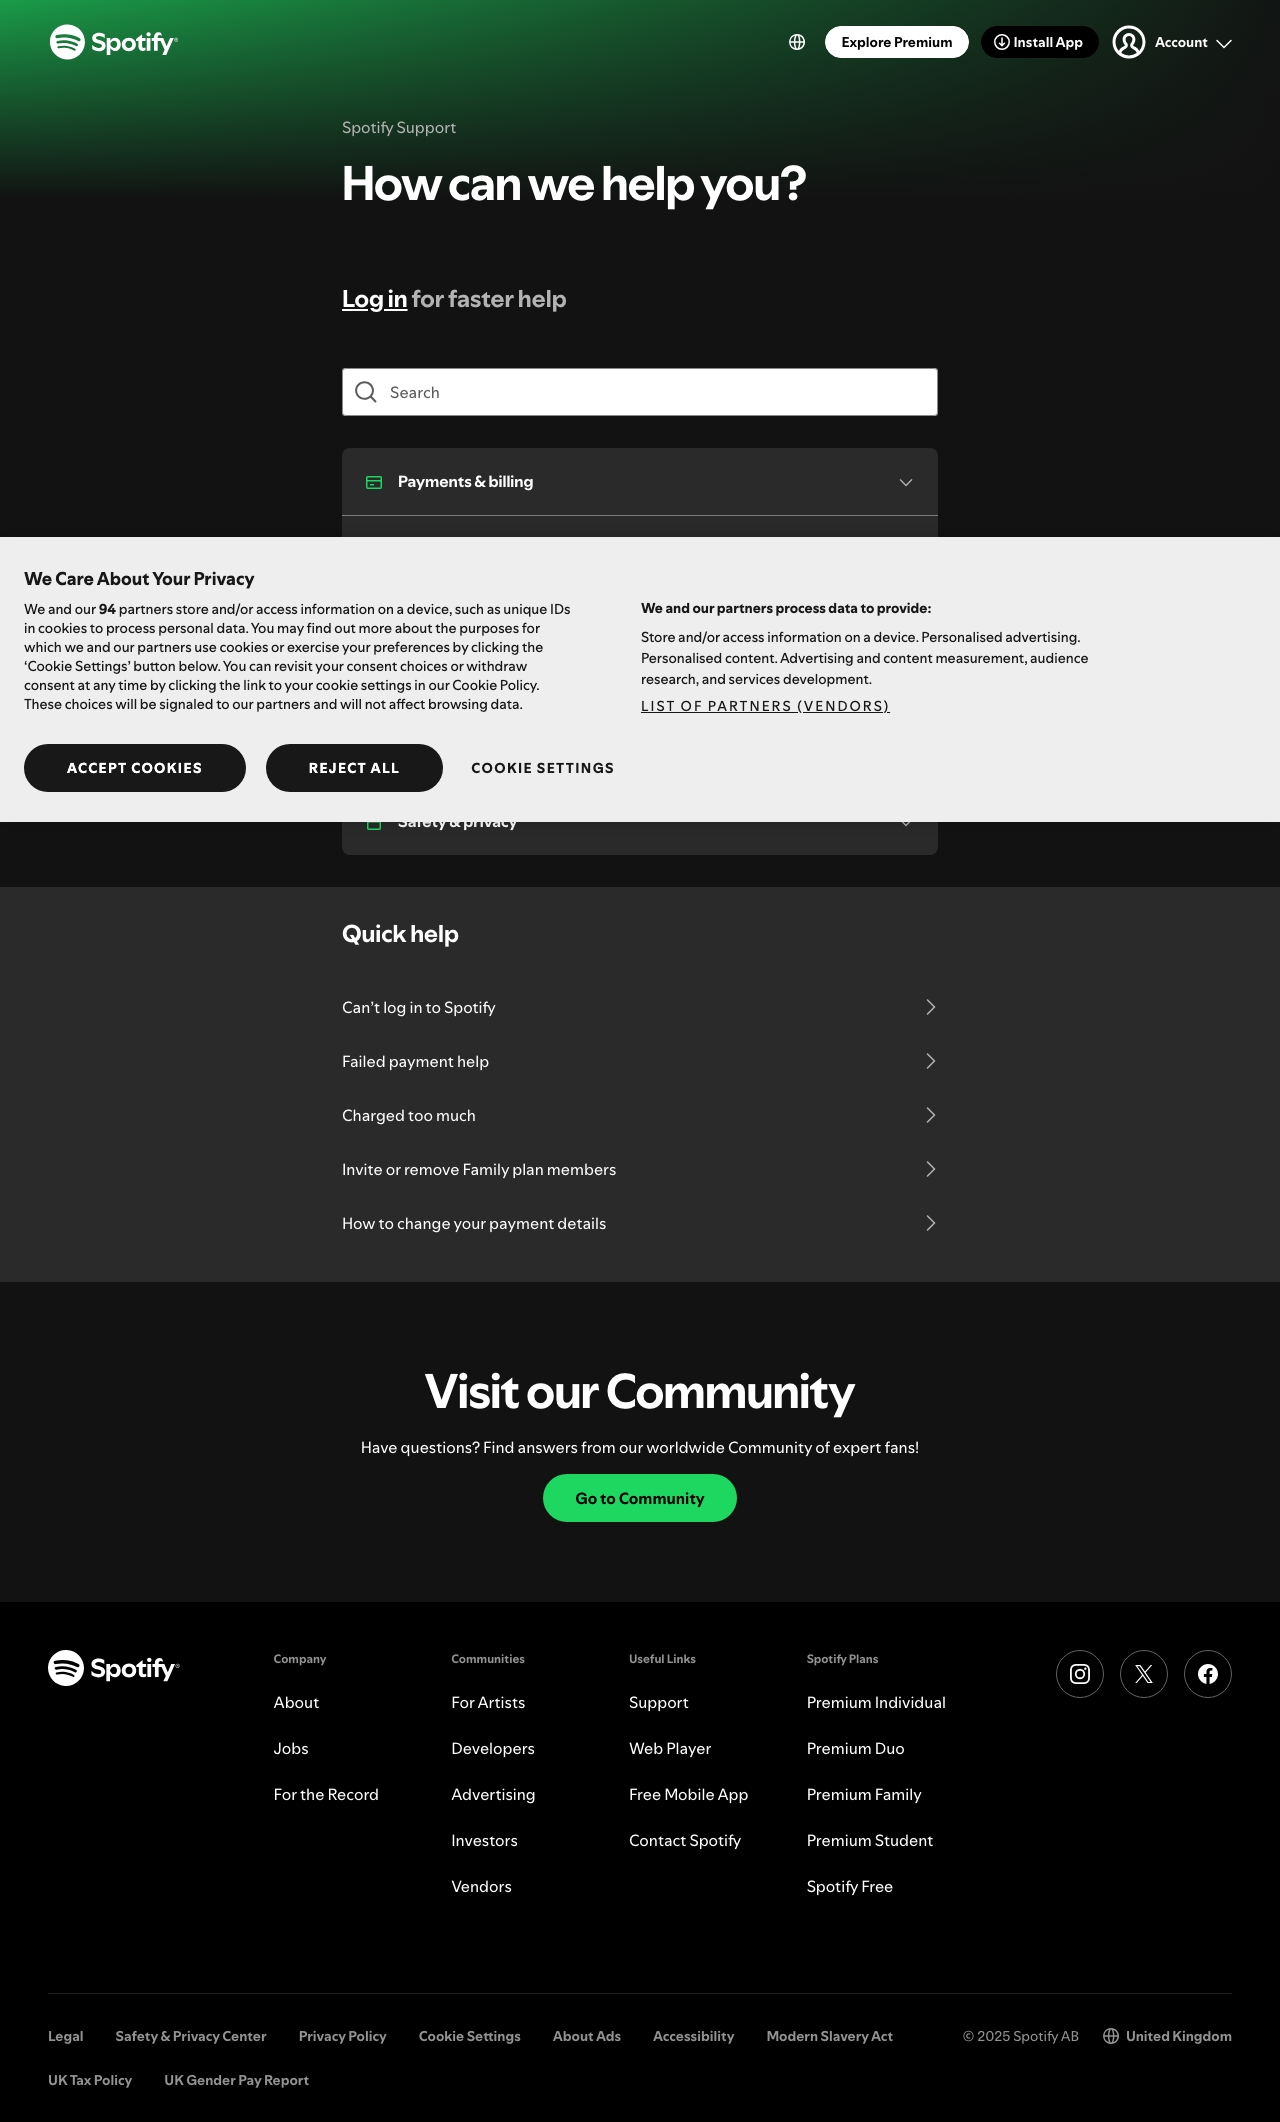 Spotify
Explore Premium
Install App
Account
Spotify Support
How can we help you?
Log in for faster help
Search
Payments & billing
We Care About Your Privacy
We and our 94 partners store and/or access information on a device, such as unique IDs
in cookies to process personal data. You may find out more about the purposes for
which we and our partners use cookies or exercise your preferences by clicking the
‘Cookie Settings’ button below. You can revisit your consent choices or withdraw
consent at any time by clicking the link to your cookie settings in our Cookie Policy.
These choices will be signaled to our partners and will not affect browsing data.
We and our partners process data to provide:
Store and/or access information on a device. Personalised advertising.
Personalised content. Advertising and content measurement, audience
research, and services development.
LIST OF PARTNERS (VENDORS)
ACCEPT COOKIES
REJECT ALL
COOKIE SETTINGS
Safety & privacy
Quick help
Can’t log in to Spotify
Failed payment help
Charged too much
Invite or remove Family plan members
How to change your payment details
Visit our Community
Have questions? Find answers from our worldwide Community of expert fans!
Go to Community
Spotify
Company
About
Jobs
For the Record
Communities
For Artists
Developers
Advertising
Investors
Vendors
Useful Links
Support
Web Player
Free Mobile App
Contact Spotify
Spotify Plans
Premium Individual
Premium Duo
Premium Family
Premium Student
Spotify Free
Legal
Safety & Privacy Center
Privacy Policy
Cookie Settings
About Ads
Accessibility
Modern Slavery Act
UK Tax Policy
UK Gender Pay Report
© 2025 Spotify AB
United Kingdom